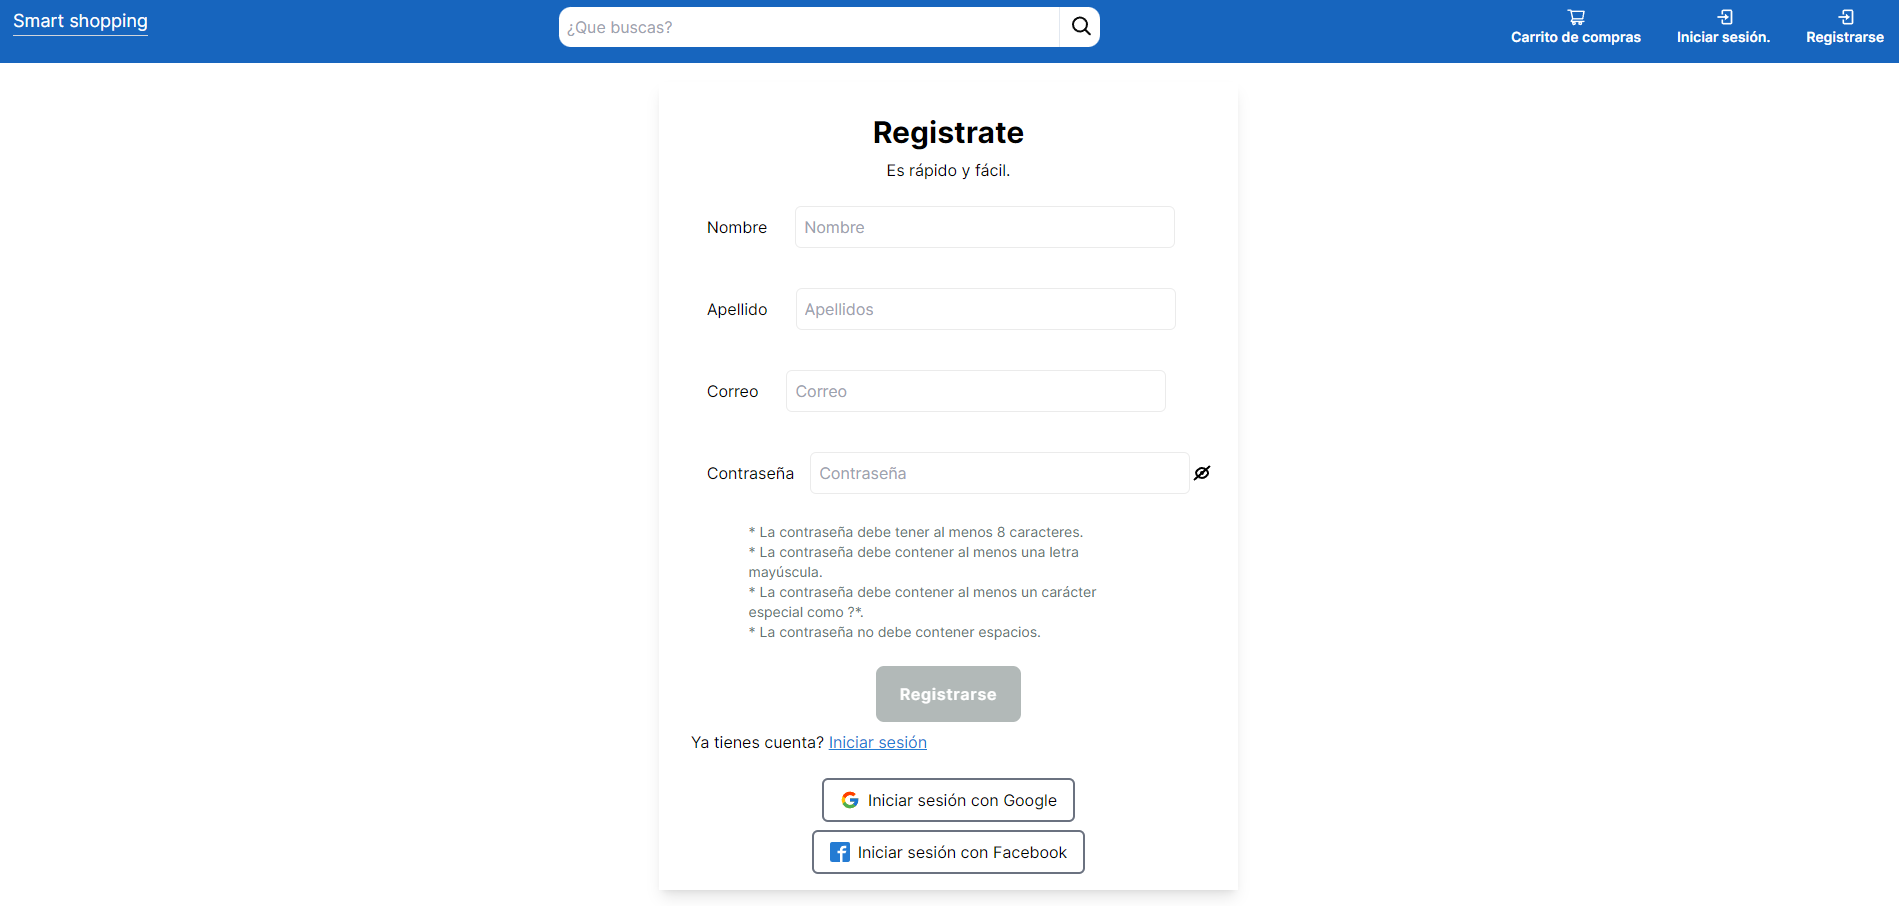 Smart shopping
¿Que buscas?
Carrito de compras
Iniciar sesión.
Registrarse
Registrate
Es rápido y fácil.
Nombre
Nombre
Apellido
Apellidos
Correo
Correo
Contraseña
Contraseña
* La contraseña debe tener al menos 8 caracteres.
* La contraseña debe contener al menos una letra
mayúscula.
* La contraseña debe contener al menos un carácter
especial como ?*.
* La contraseña no debe contener espacios.
Registrarse
Ya tienes cuenta? Iniciar sesión
Iniciar sesión con Google
Iniciar sesión con Facebook